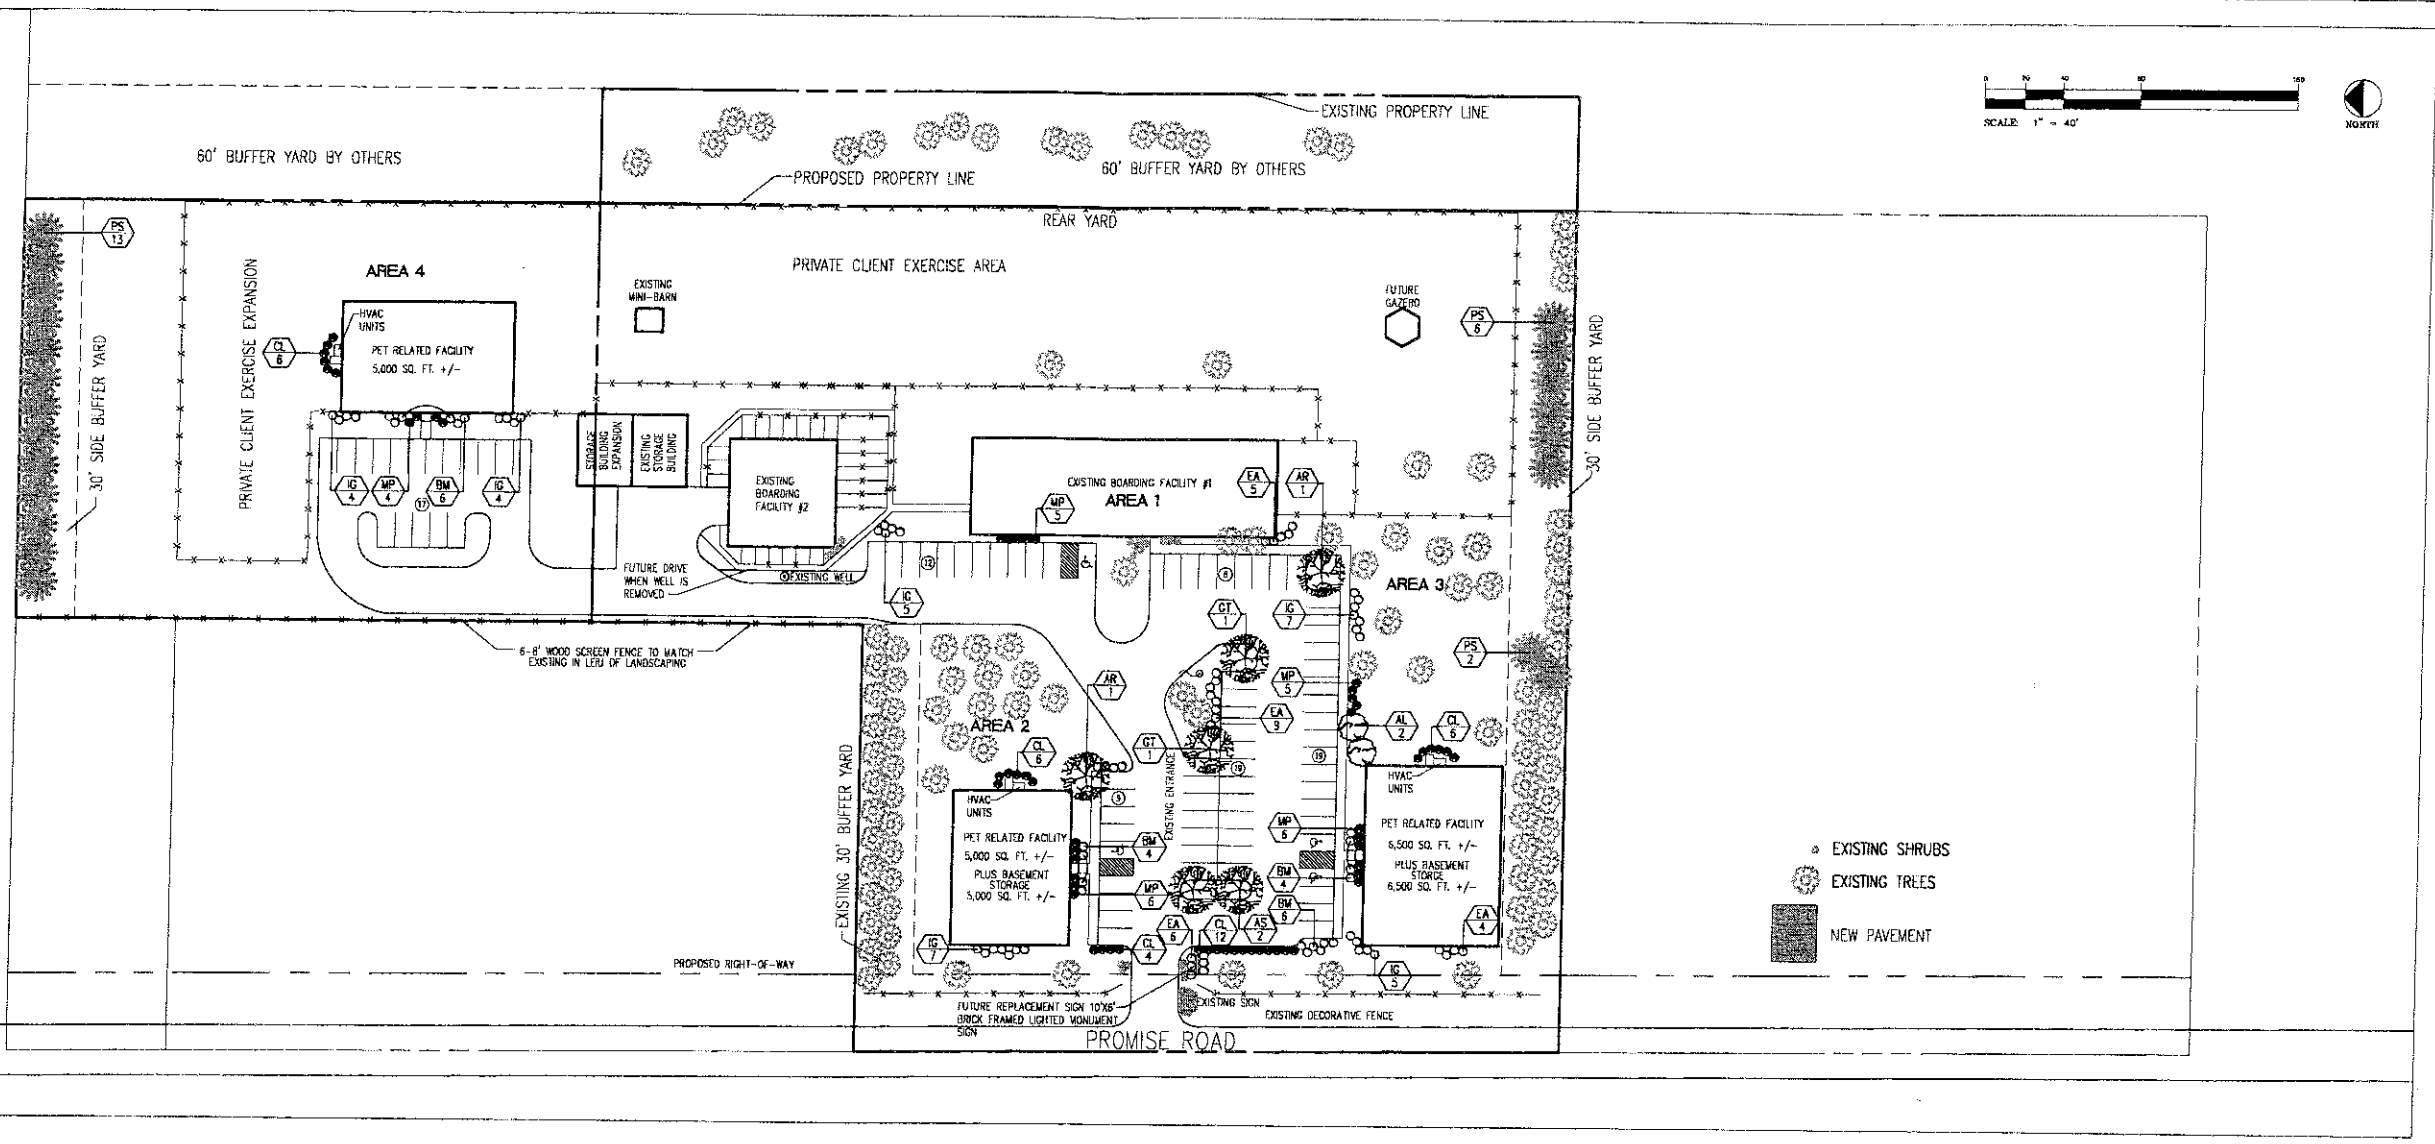 0 20 40 80 160
SCALE: 1" = 40'
NORTH
EXISTING PROPERTY LINE
60' BUFFER YARD BY OTHERS
60' BUFFER YARD BY OTHERS
PROPOSED PROPERTY LINE
REAR YARD
PS
13
AREA 4
PRIVATE CLIENT EXERCISE AREA
PRIVATE CLIENT EXERCISE EXPANSION
30' SIDE BUFFER YARD
EXISTING
MINI-BARN
FUTURE
GAZEBO
PS
6
30' SIDE BUFFER YARD
HVAC
UNITS
CL
6
PET RELATED FACILITY
5,000 SQ. FT. +/-
STORAGE
BUILDING
EXPANSION
EXISTING
STORAGE
BUILDING
EXISTING
BOARDING
FACILITY #2
EXISTING BOARDING FACILITY #1
AREA 1
EA
5
AR
1
MP
5
IG
4
MP
4
BM
6
IG
4
17
FUTURE DRIVE
WHEN WELL IS
REMOVED
EXISTING WELL
12
8
AREA 3
IG
5
GT
1
IG
7
PS
2
6-8' WOOD SCREEN FENCE TO MATCH
EXISTING IN LEIU OF LANDSCAPING
AR
1
MP
5
EA
9
AL
2
CL
6
AREA 2
CL
6
GT
1
EXISTING ENTRANCE
19
19
EXISTING 30' BUFFER YARD
HVAC
UNITS
9
HVAC
UNITS
PET RELATED FACILITY
5,000 SQ. FT. +/-
PLUS BASEMENT
STORAGE
5,000 SQ. FT. +/-
BM
4
MP
6
MP
6
BM
4
BM
6
PET RELATED FACILITY
6,500 SQ. FT. +/-
PLUS BASEMENT
STORGE
6,500 SQ. FT. +/-
EA
4
EXISTING SHRUBS
EXISTING TREES
NEW PAVEMENT
IG
7
CL
4
EA
6
CL
12
AS
2
IG
5
PROPOSED RIGHT-OF-WAY
FUTURE REPLACEMENT SIGN 10'X6'
BRICK FRAMED LIGHTED MONUMENT
SIGN
EXISTING SIGN
EXISTING DECORATIVE FENCE
PROMISE ROAD